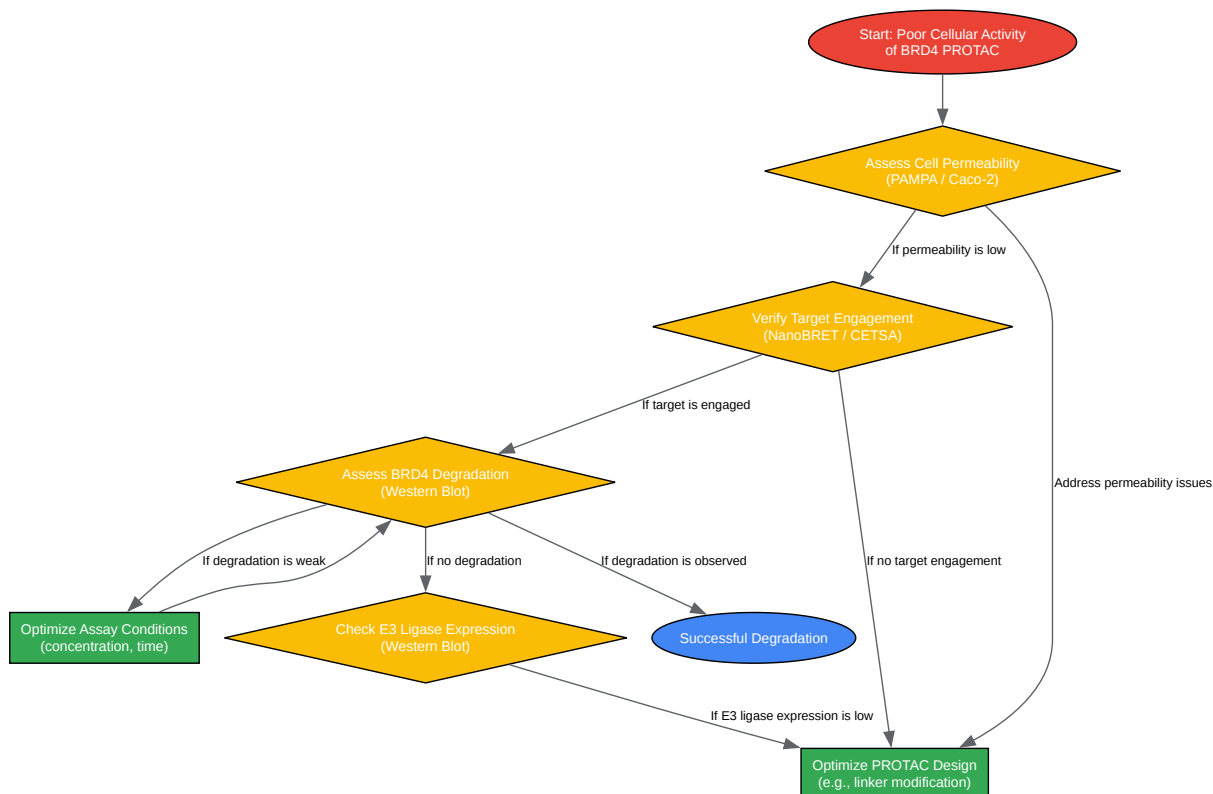 Start: Poor Cellular Activity
of BRD4 PROTAC
Assess Cell Permeability
(PAMPA / Caco-2)
If permeability is low
Verify Target Engagement
(NanoBRET / CETSA)
If target is engaged
Assess BRD4 Degradation
(Western Blot)
Address permeability issues
If degradation is weak
If no degradation
If degradation is observed
If no target engagement
Optimize Assay Conditions
(concentration, time)
Check E3 Ligase Expression
(Western Blot)
Successful Degradation
If E3 ligase expression is low
Optimize PROTAC Design
(e.g., linker modification)